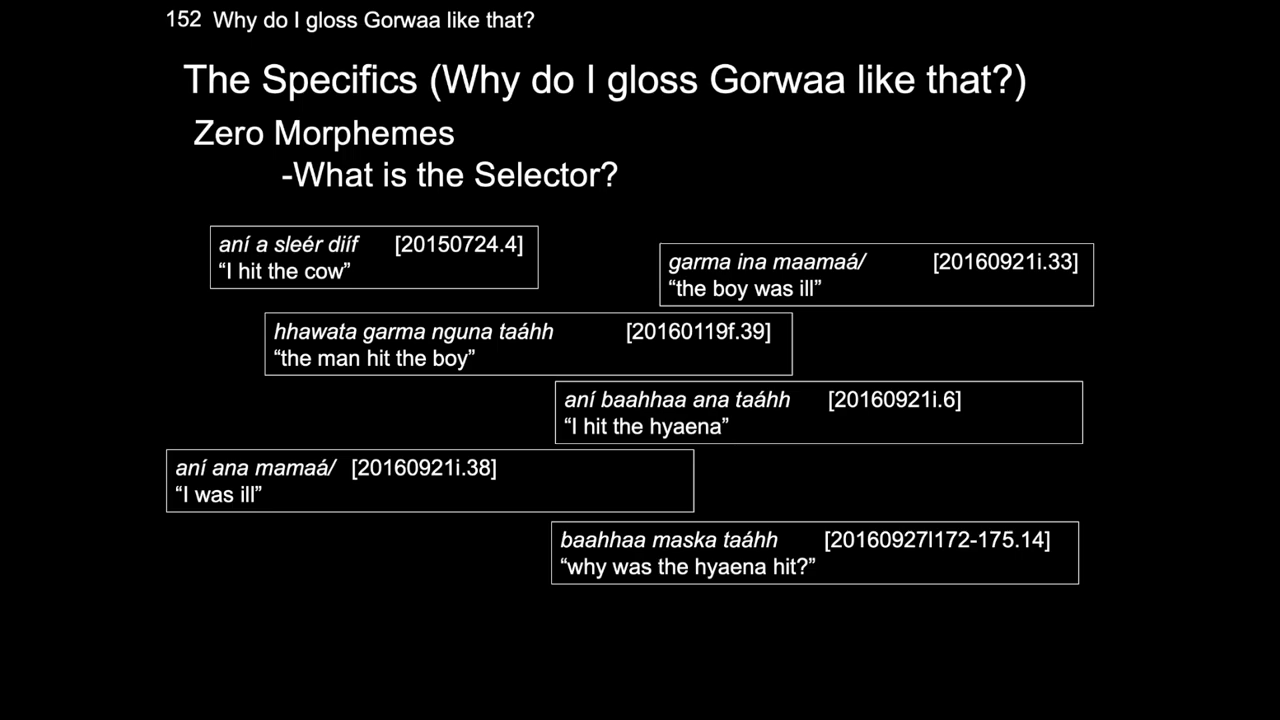 152 Why do I gloss Gorwaa like that?
The Specifics (Why do I gloss Gorwaa like that?)
Zero Morphemes
-What is the Selector?
aní a sleér diíf [20150724.4]
“I hit the cow”
garma ina maamaá/ [20160921i.33]
“the boy was ill”
hhawata garma nguna taáhh [20160119f.39]
“the man hit the boy”
aní baahhaa ana taáhh [20160921i.6]
“I hit the hyaena”
aní ana mamaá/ [20160921i.38]
“I was ill”
baahhaa maska taáhh [20160927l172-175.14]
“why was the hyaena hit?”